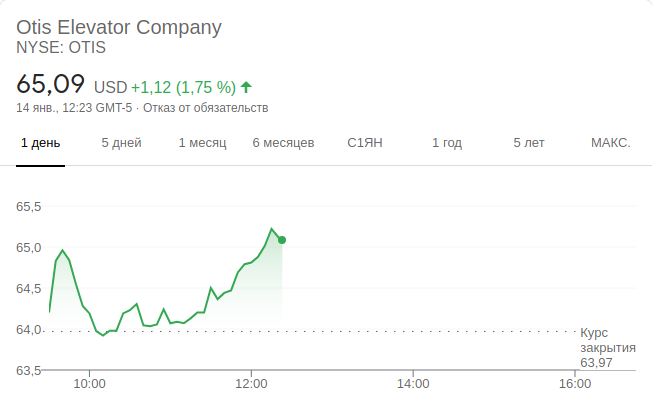 Otis Elevator Company
NYSE: OTIS
65,09 USD +1,12 (1,75 %)
14 янв., 12:23 GMT-5 · Отказ от обязательств
1 день 5 дней 1 месяц 6 месяцев С1ЯН 1 год 5 лет МАКС.
65,5
65,0
64,5
64,0
Курс
закрытия
63,97
63,5
10:00 12:00 14:00 16:00